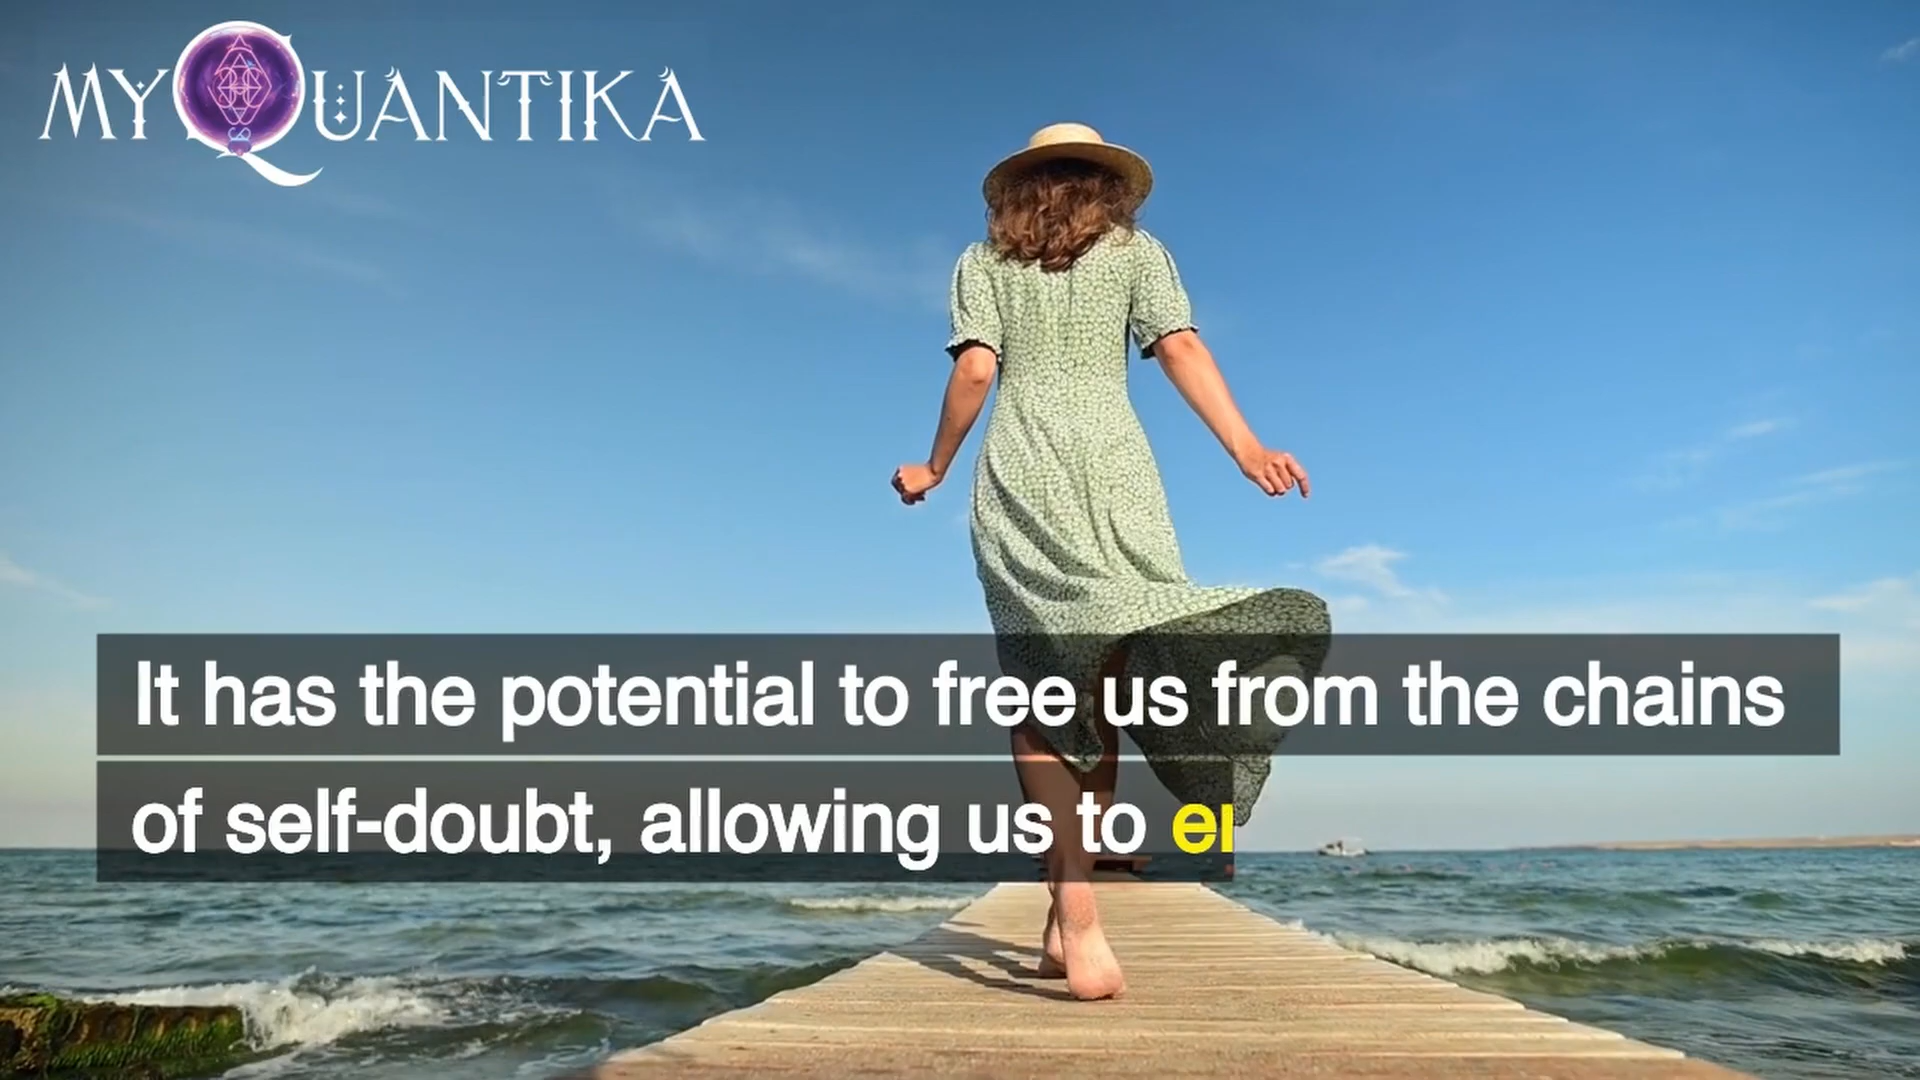 MYQUANTIKA
It has the potential to free us from the chains
of self-doubt, allowing us to